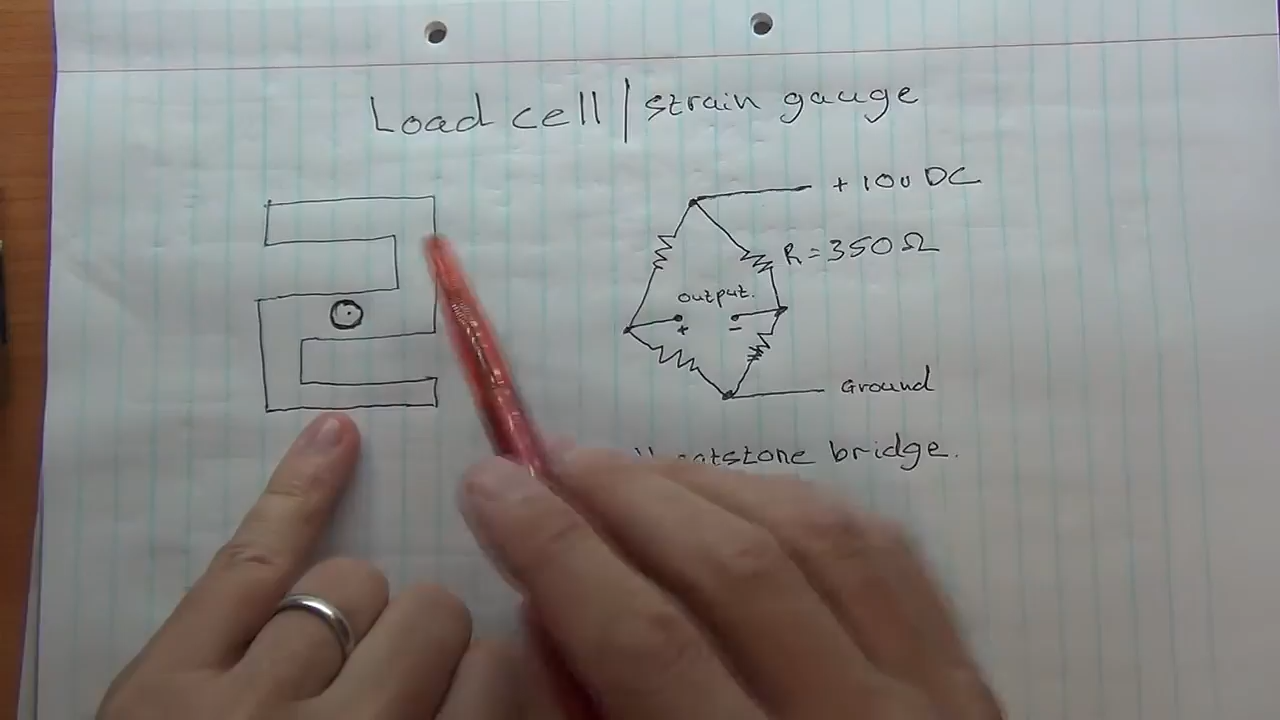 Load cell / strain gauge
+ 10v DC
R = 350 Ω
output.
+ -
Ground
bridge.